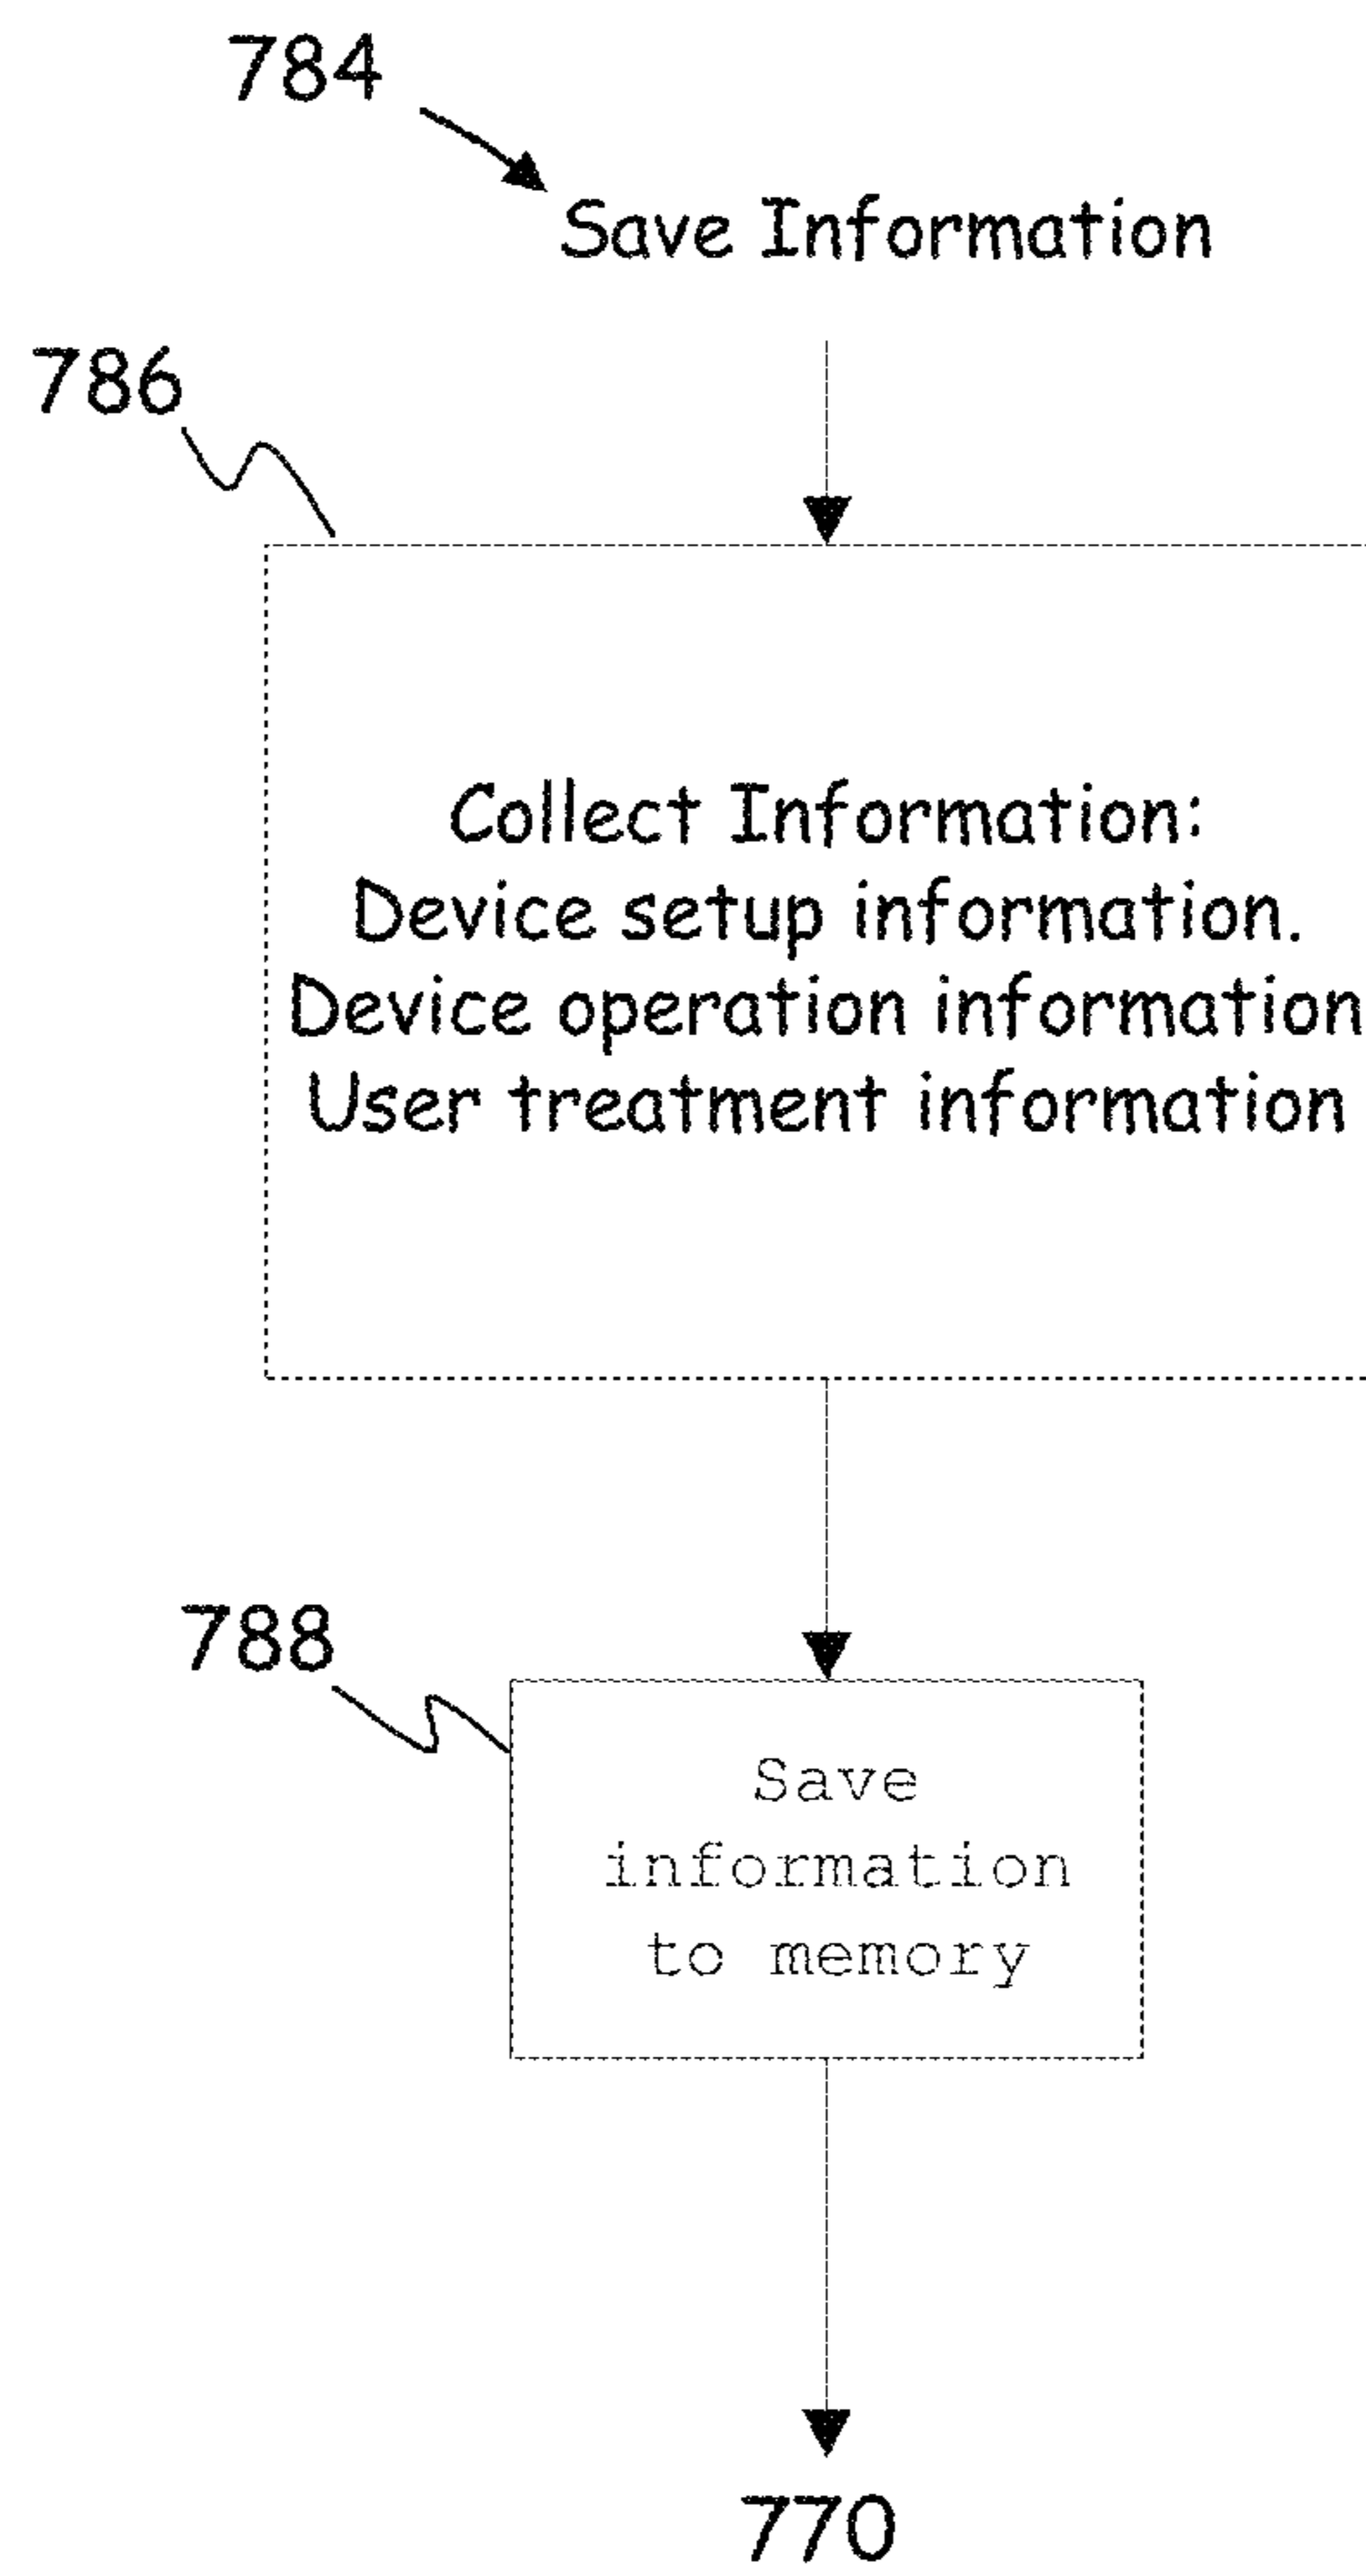 784
Save Information
786
Collect Information:
Device setup information.
Device operation information
User treatment information
788
Save
information
to memory
770